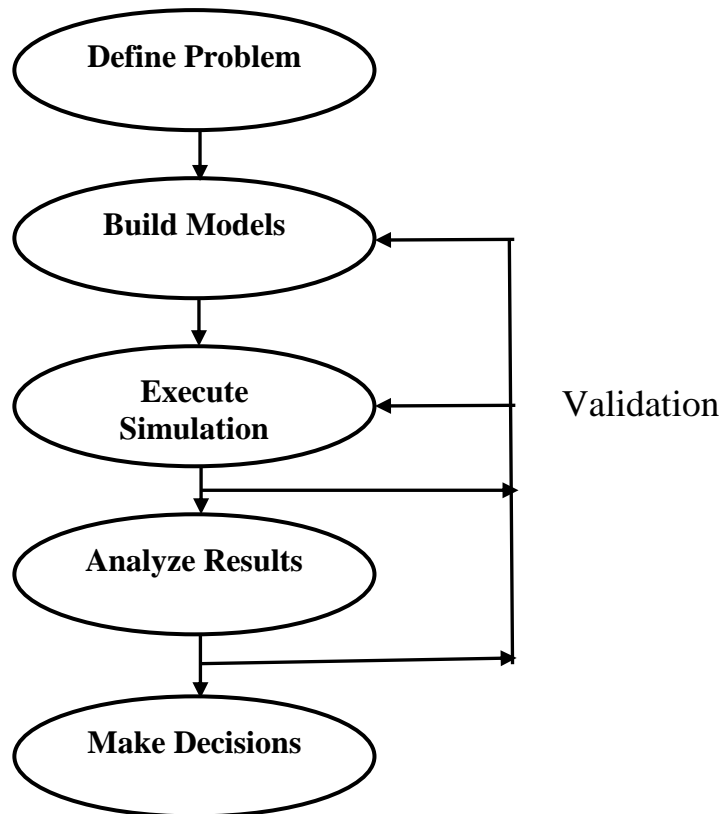 Define Problem
Build Models
Execute
Simulation
Validation
Analyze Results
Make Decisions